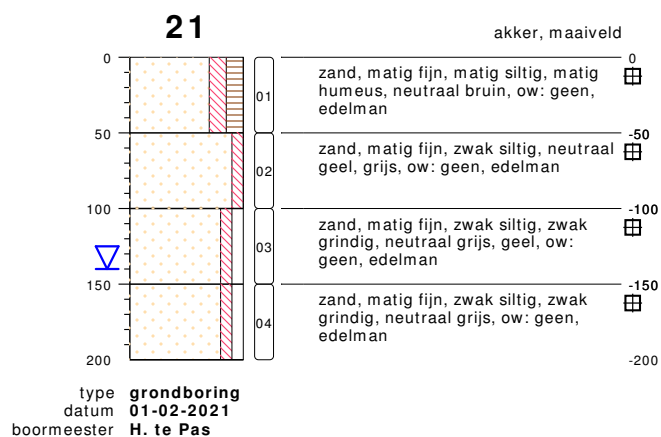 21
akker, maaiveld
0
0
01
zand, matig fijn, matig siltig, matig
humeus, neutraal bruin, ow: geen,
edelman
50
-50
02
zand, matig fijn, zwak siltig, neutraal
geel, grijs, ow: geen, edelman
100
-100
03
zand, matig fijn, zwak siltig, zwak
grindig, neutraal grijs, geel, ow:
geen, edelman
150
-150
04
zand, matig fijn, zwak siltig, zwak
grindig, neutraal grijs, ow: geen,
edelman
200
-200
type grondboring
datum 01-02-2021
boormeester H. te Pas